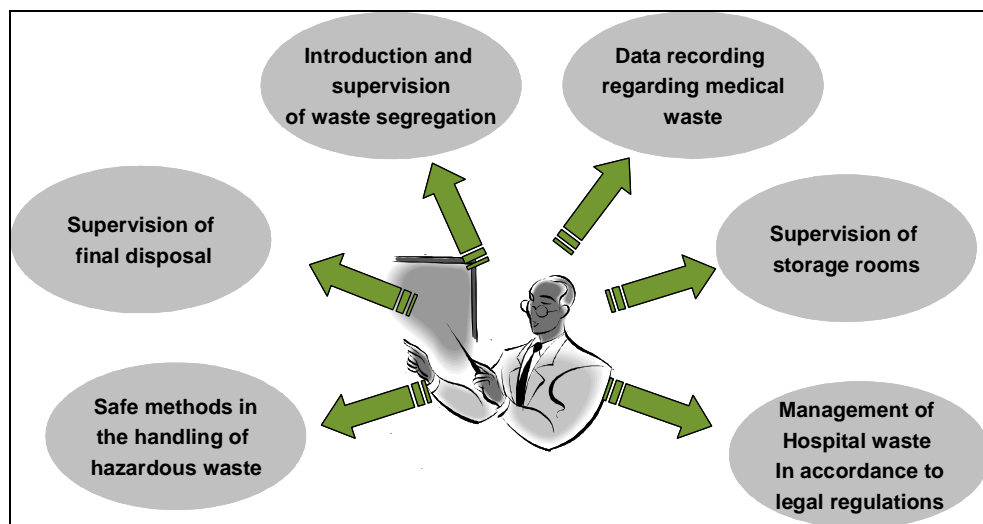 Introduction and
supervision
of waste segregation
Data recording
regarding medical
waste
Supervision of
final disposal
Supervision of
storage rooms
Safe methods in
the handling of
hazardous waste
Management of
Hospital waste
In accordance to
legal regulations